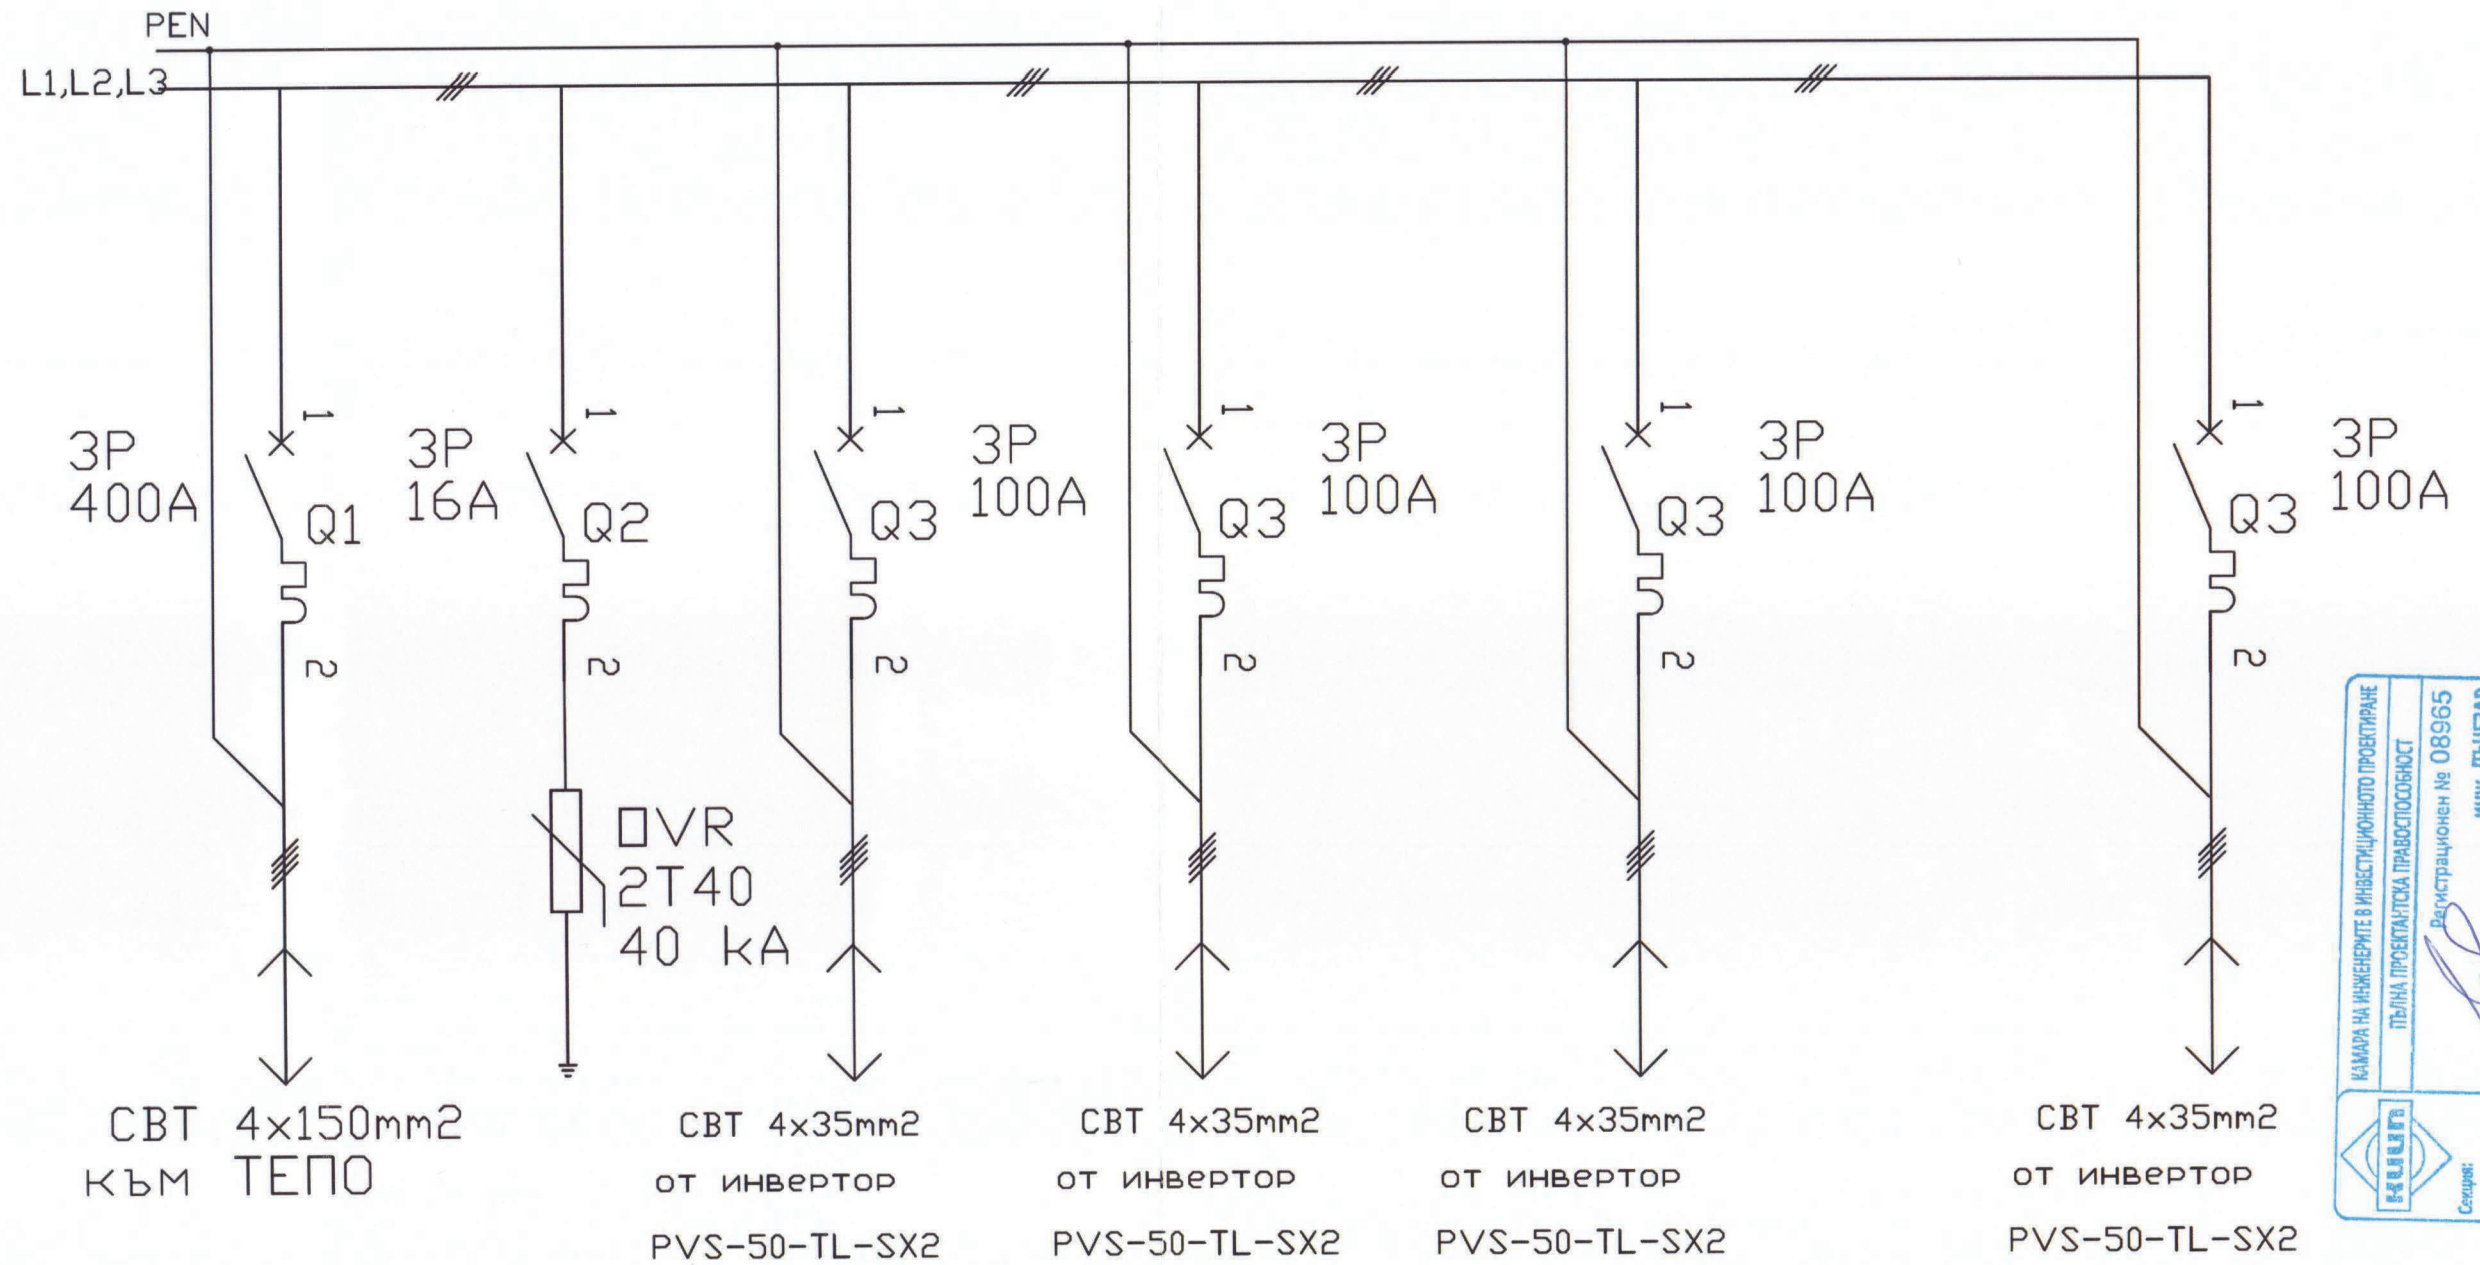 PEN
L1,L2,L3
3P
400A
1
Q1
2
3P
16A
1
Q2
2
OVR
2T40
40 kA
1
Q3
2
3P
100A
1
Q3
2
3P
100A
1
Q3
2
3P
100A
1
Q3
2
3P
100A
СВТ 4x150mm2
към ТЕПО
СВТ 4x35mm2
от инвертор
PVS-50-TL-SX2
СВТ 4x35mm2
от инвертор
PVS-50-TL-SX2
СВТ 4x35mm2
от инвертор
PVS-50-TL-SX2
СВТ 4x35mm2
от инвертор
PVS-50-TL-SX2
КАМАРА НА ИНЖЕНЕРИТЕ В ИНВЕСТИЦИОННОТО ПРОЕКТИРАНЕ
ПЪЛНА ПРОЕКТАНТСКА ПРАВОСПОСОБНОСТ
Регистрационен № 08965
КИИП
Секция: